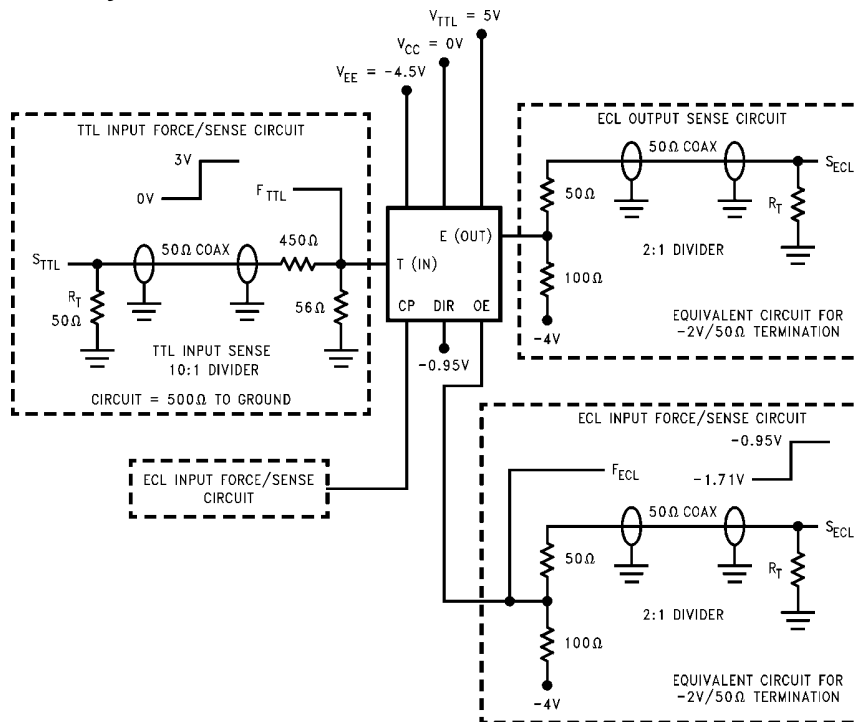 V_TTL = 5V
V_CC = 0V
V_EE = -4.5V
TTL INPUT FORCE/SENSE CIRCUIT
3V
0V
F_TTL
S_TTL
50Ω COAX
450Ω
R_T
50Ω
56Ω
TTL INPUT SENSE
10:1 DIVIDER
CIRCUIT = 500Ω TO GROUND
E (OUT)
T (IN)
CP DIR OE
-0.95V
ECL OUTPUT SENSE CIRCUIT
50Ω COAX
S_ECL
50Ω
R_T
2:1 DIVIDER
100Ω
-4V
EQUIVALENT CIRCUIT FOR
-2V/50Ω TERMINATION
ECL INPUT FORCE/SENSE
CIRCUIT
ECL INPUT FORCE/SENSE CIRCUIT
-0.95V
F_ECL
-1.71V
50Ω COAX
S_ECL
50Ω
R_T
2:1 DIVIDER
100Ω
-4V
EQUIVALENT CIRCUIT FOR
-2V/50Ω TERMINATION